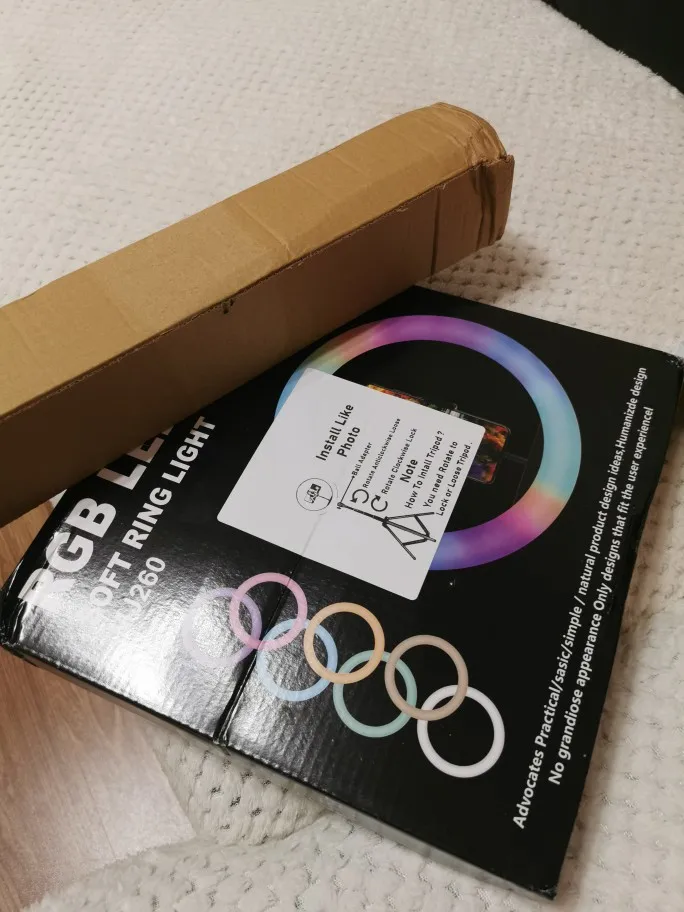 RGB LE
OFT RING LIGHT
J260
Install Like
Photo
Ball Adepter
Rotate Anticlockwise Loose
Rotate Clockwise Lock
Note
How To Intall Tripod ?
You need Rotate to
Lock or Loose Tripod .
Advocates Practical/sasic/simple / natural product design ideas,Humanizde design
No grandiose appearance Only designs that fit the user experiencel